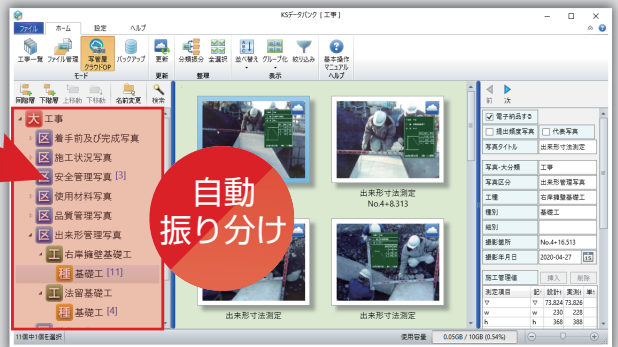 KSデータバンク [ 工事 ]
ファイル ホーム 設定 ヘルプ
工事一覧 ファイル管理 写管屋クラウドOP バックアップ 更新 分類区分 全選択 並べ替え グループ化 絞り込み 基本操作マニュアル
モード 更新 整理 表示 ヘルプ
同階層 下階層 上移動 下移動 名前変更 検索
前 次
大 工事
区 着手前及び完成写真
区 施工状況写真
区 安全管理写真 [3]
区 使用材料写真
区 品質管理写真
区 出来形管理写真
工 右岸擁壁基礎工
種 基礎工 [11]
工 法留基礎工
種 基礎工 [4]
自動
振り分け
出来形寸法測定
No.4+8.313
出来形寸法測定
出来形寸法測定
電子納品する
提出頻度写真 代表写真
写真タイトル 出来形寸法測定
写真-大分類 工事
写真区分 出来形管理写真
工種 右岸擁壁基礎工
種別 基礎工
細別
撮影箇所 No.4+16.513
撮影年月日 2020-04-27 15
施工管理値 挿入 削除
測定項目 記 設計 実測 単
▽ ▽ 73.824 73.826
w w 230 228
h h 368 388
11個中1個を選択
使用容量 0.05GB / 10GB (0.54%)